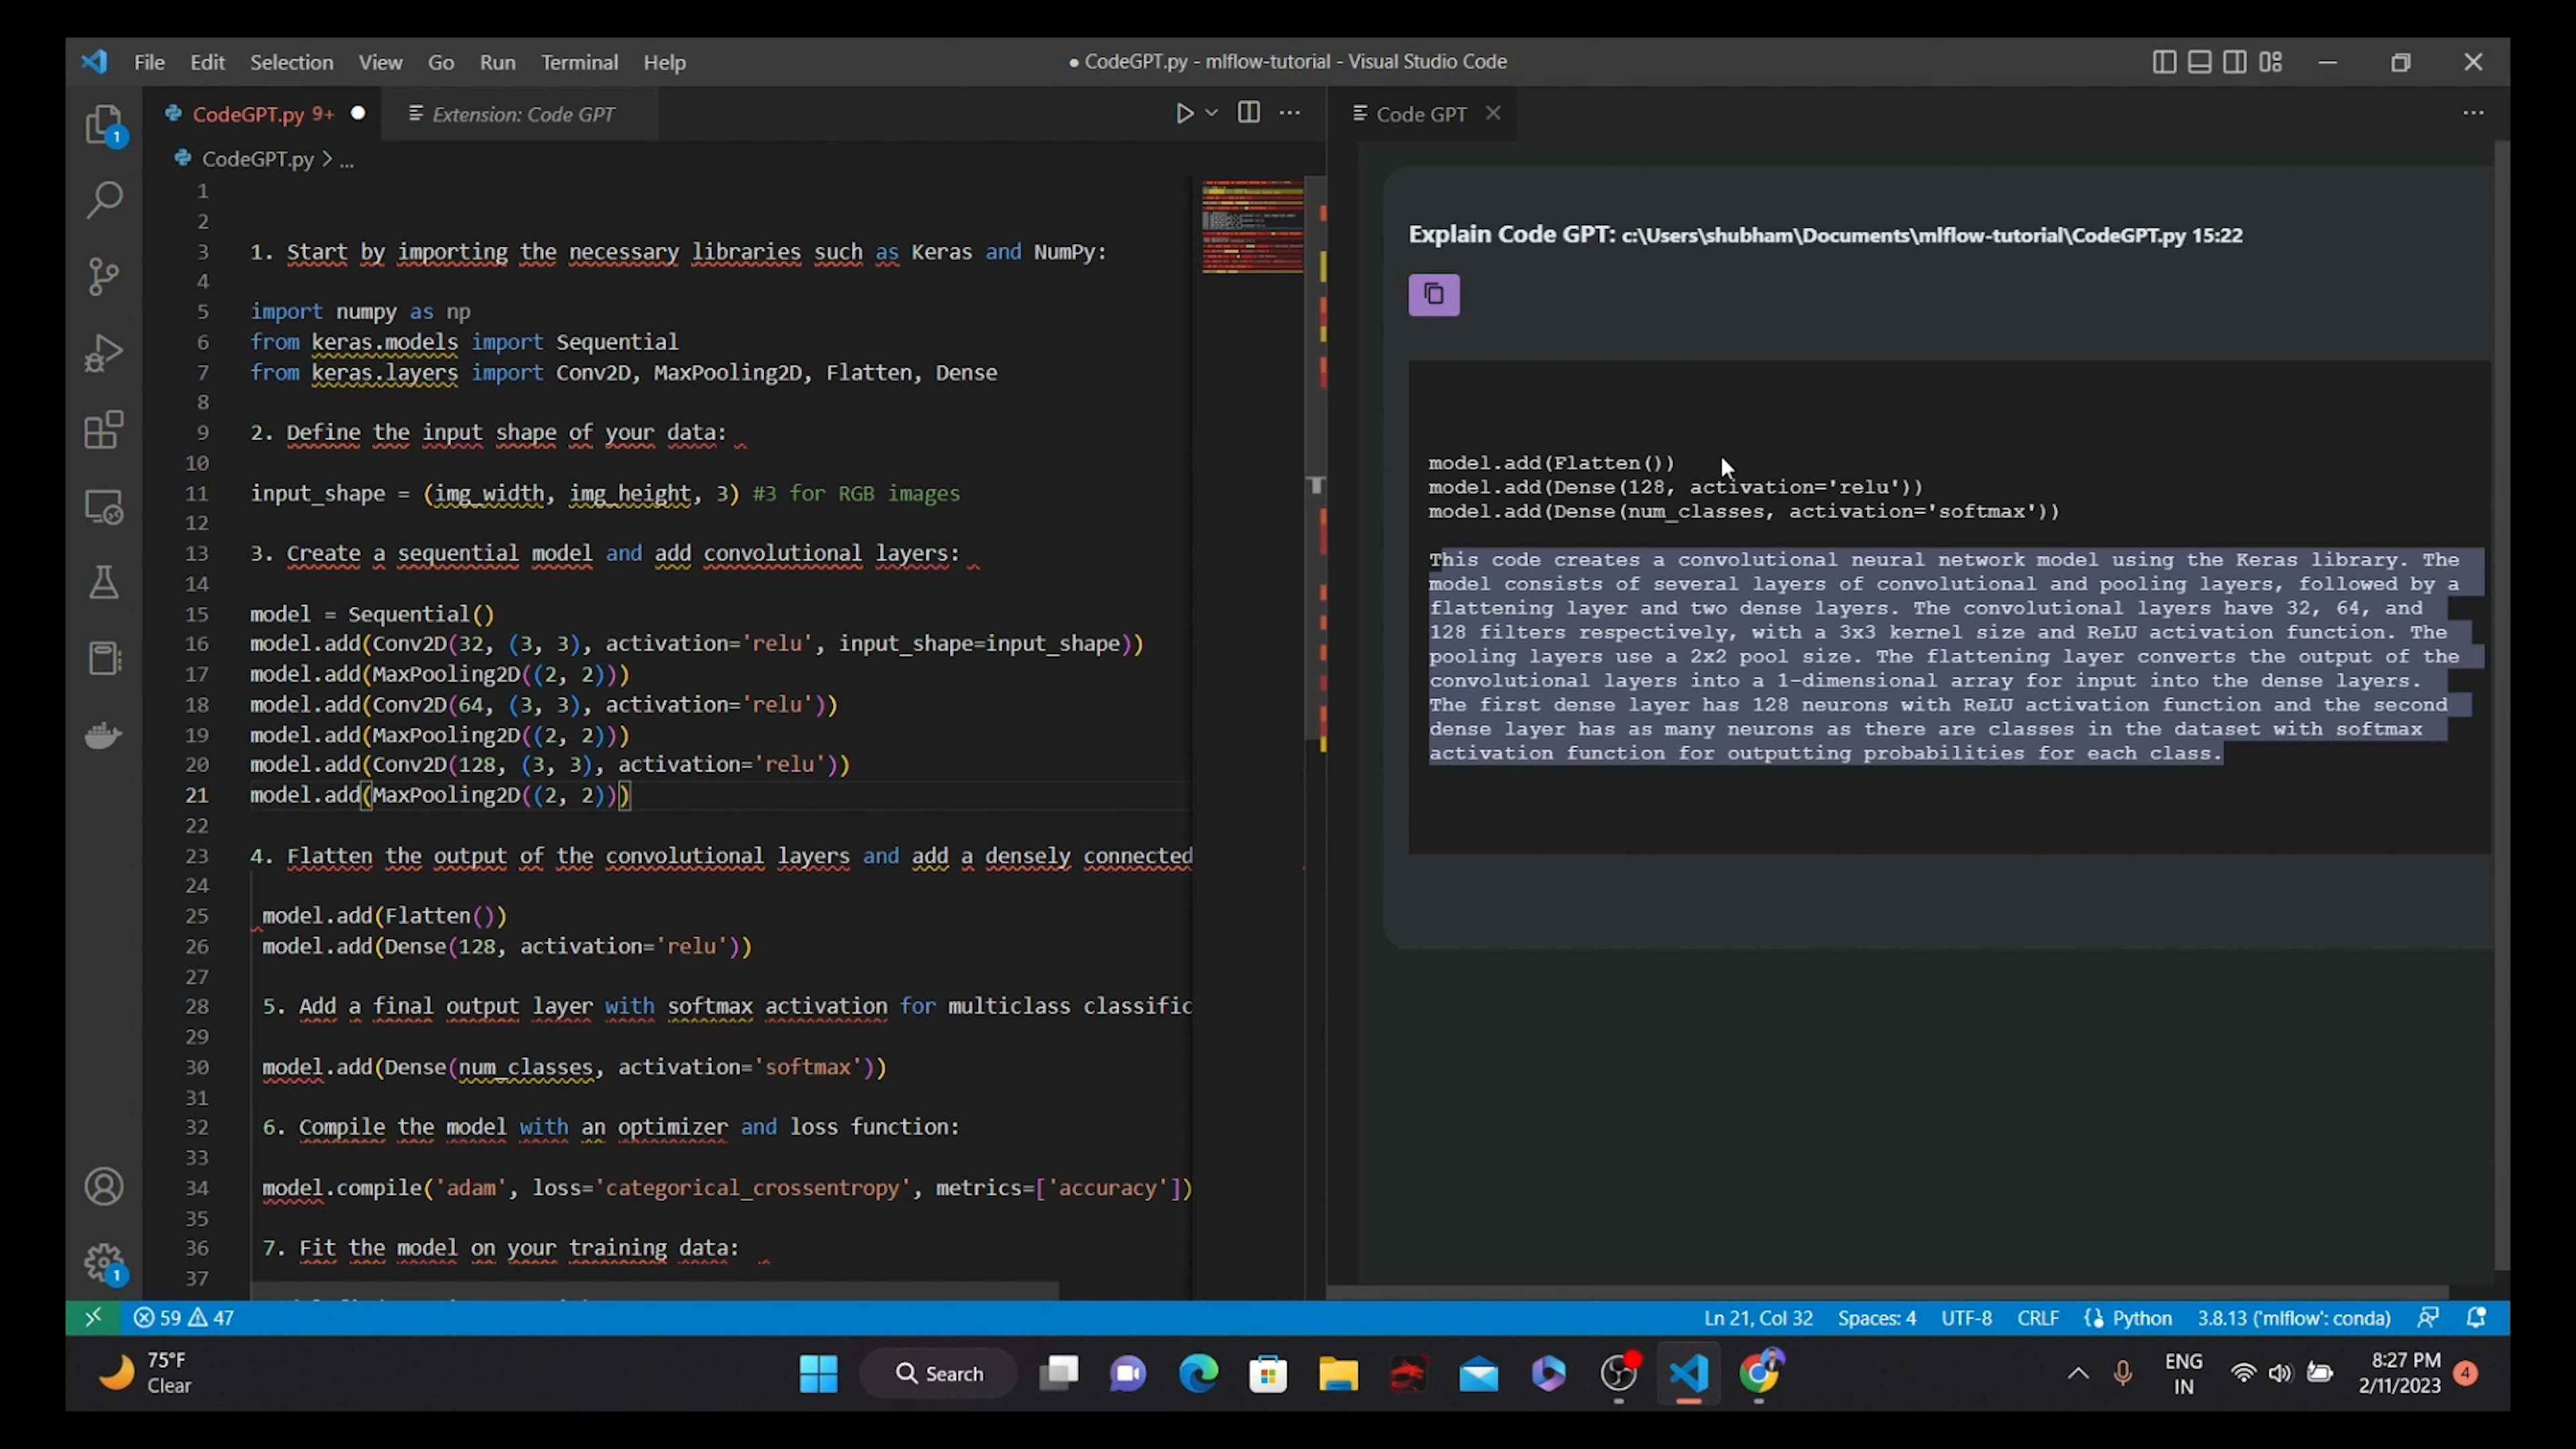 File Edit Selection View Go Run Terminal Help
● CodeGPT.py - mlflow-tutorial - Visual Studio Code
CodeGPT.py 9+
Extension: Code GPT
CodeGPT.py > ...
1
2
3 1. Start by importing the necessary libraries such as Keras and NumPy:
4
5 import numpy as np
6 from keras.models import Sequential
7 from keras.layers import Conv2D, MaxPooling2D, Flatten, Dense
8
9 2. Define the input shape of your data:
10
11 input_shape = (img_width, img_height, 3) #3 for RGB images
12
13 3. Create a sequential model and add convolutional layers:
14
15 model = Sequential()
16 model.add(Conv2D(32, (3, 3), activation='relu', input_shape=input_shape))
17 model.add(MaxPooling2D((2, 2)))
18 model.add(Conv2D(64, (3, 3), activation='relu'))
19 model.add(MaxPooling2D((2, 2)))
20 model.add(Conv2D(128, (3, 3), activation='relu'))
21 model.add(MaxPooling2D((2, 2)))
22
23 4. Flatten the output of the convolutional layers and add a densely connected
24
25 model.add(Flatten())
26 model.add(Dense(128, activation='relu'))
27
28 5. Add a final output layer with softmax activation for multiclass classific
29
30 model.add(Dense(num_classes, activation='softmax'))
31
32 6. Compile the model with an optimizer and loss function:
33
34 model.compile('adam', loss='categorical_crossentropy', metrics=['accuracy'])
35
36 7. Fit the model on your training data:
37
Code GPT
Explain Code GPT: c:\Users\shubham\Documents\mlflow-tutorial\CodeGPT.py 15:22
model.add(Flatten())
model.add(Dense(128, activation='relu'))
model.add(Dense(num_classes, activation='softmax'))
This code creates a convolutional neural network model using the Keras library. The
model consists of several layers of convolutional and pooling layers, followed by a
flattening layer and two dense layers. The convolutional layers have 32, 64, and
128 filters respectively, with a 3x3 kernel size and ReLU activation function. The
pooling layers use a 2x2 pool size. The flattening layer converts the output of the
convolutional layers into a 1-dimensional array for input into the dense layers.
The first dense layer has 128 neurons with ReLU activation function and the second
dense layer has as many neurons as there are classes in the dataset with softmax
activation function for outputting probabilities for each class.
1
1
59 47
Ln 21, Col 32 Spaces: 4 UTF-8 CRLF Python 3.8.13 ('mlflow': conda)
75°F
Clear
Search
ENG
IN
8:27 PM
2/11/2023
4